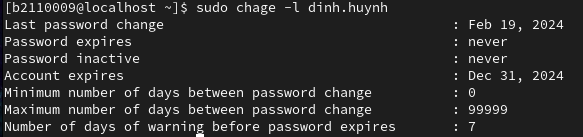 [b2110009@localhost ~]$ sudo chage -l dinh.huynh
Last password change : Feb 19, 2024
Password expires : never
Password inactive : never
Account expires : Dec 31, 2024
Minimum number of days between password change : 0
Maximum number of days between password change : 99999
Number of days of warning before password expires : 7